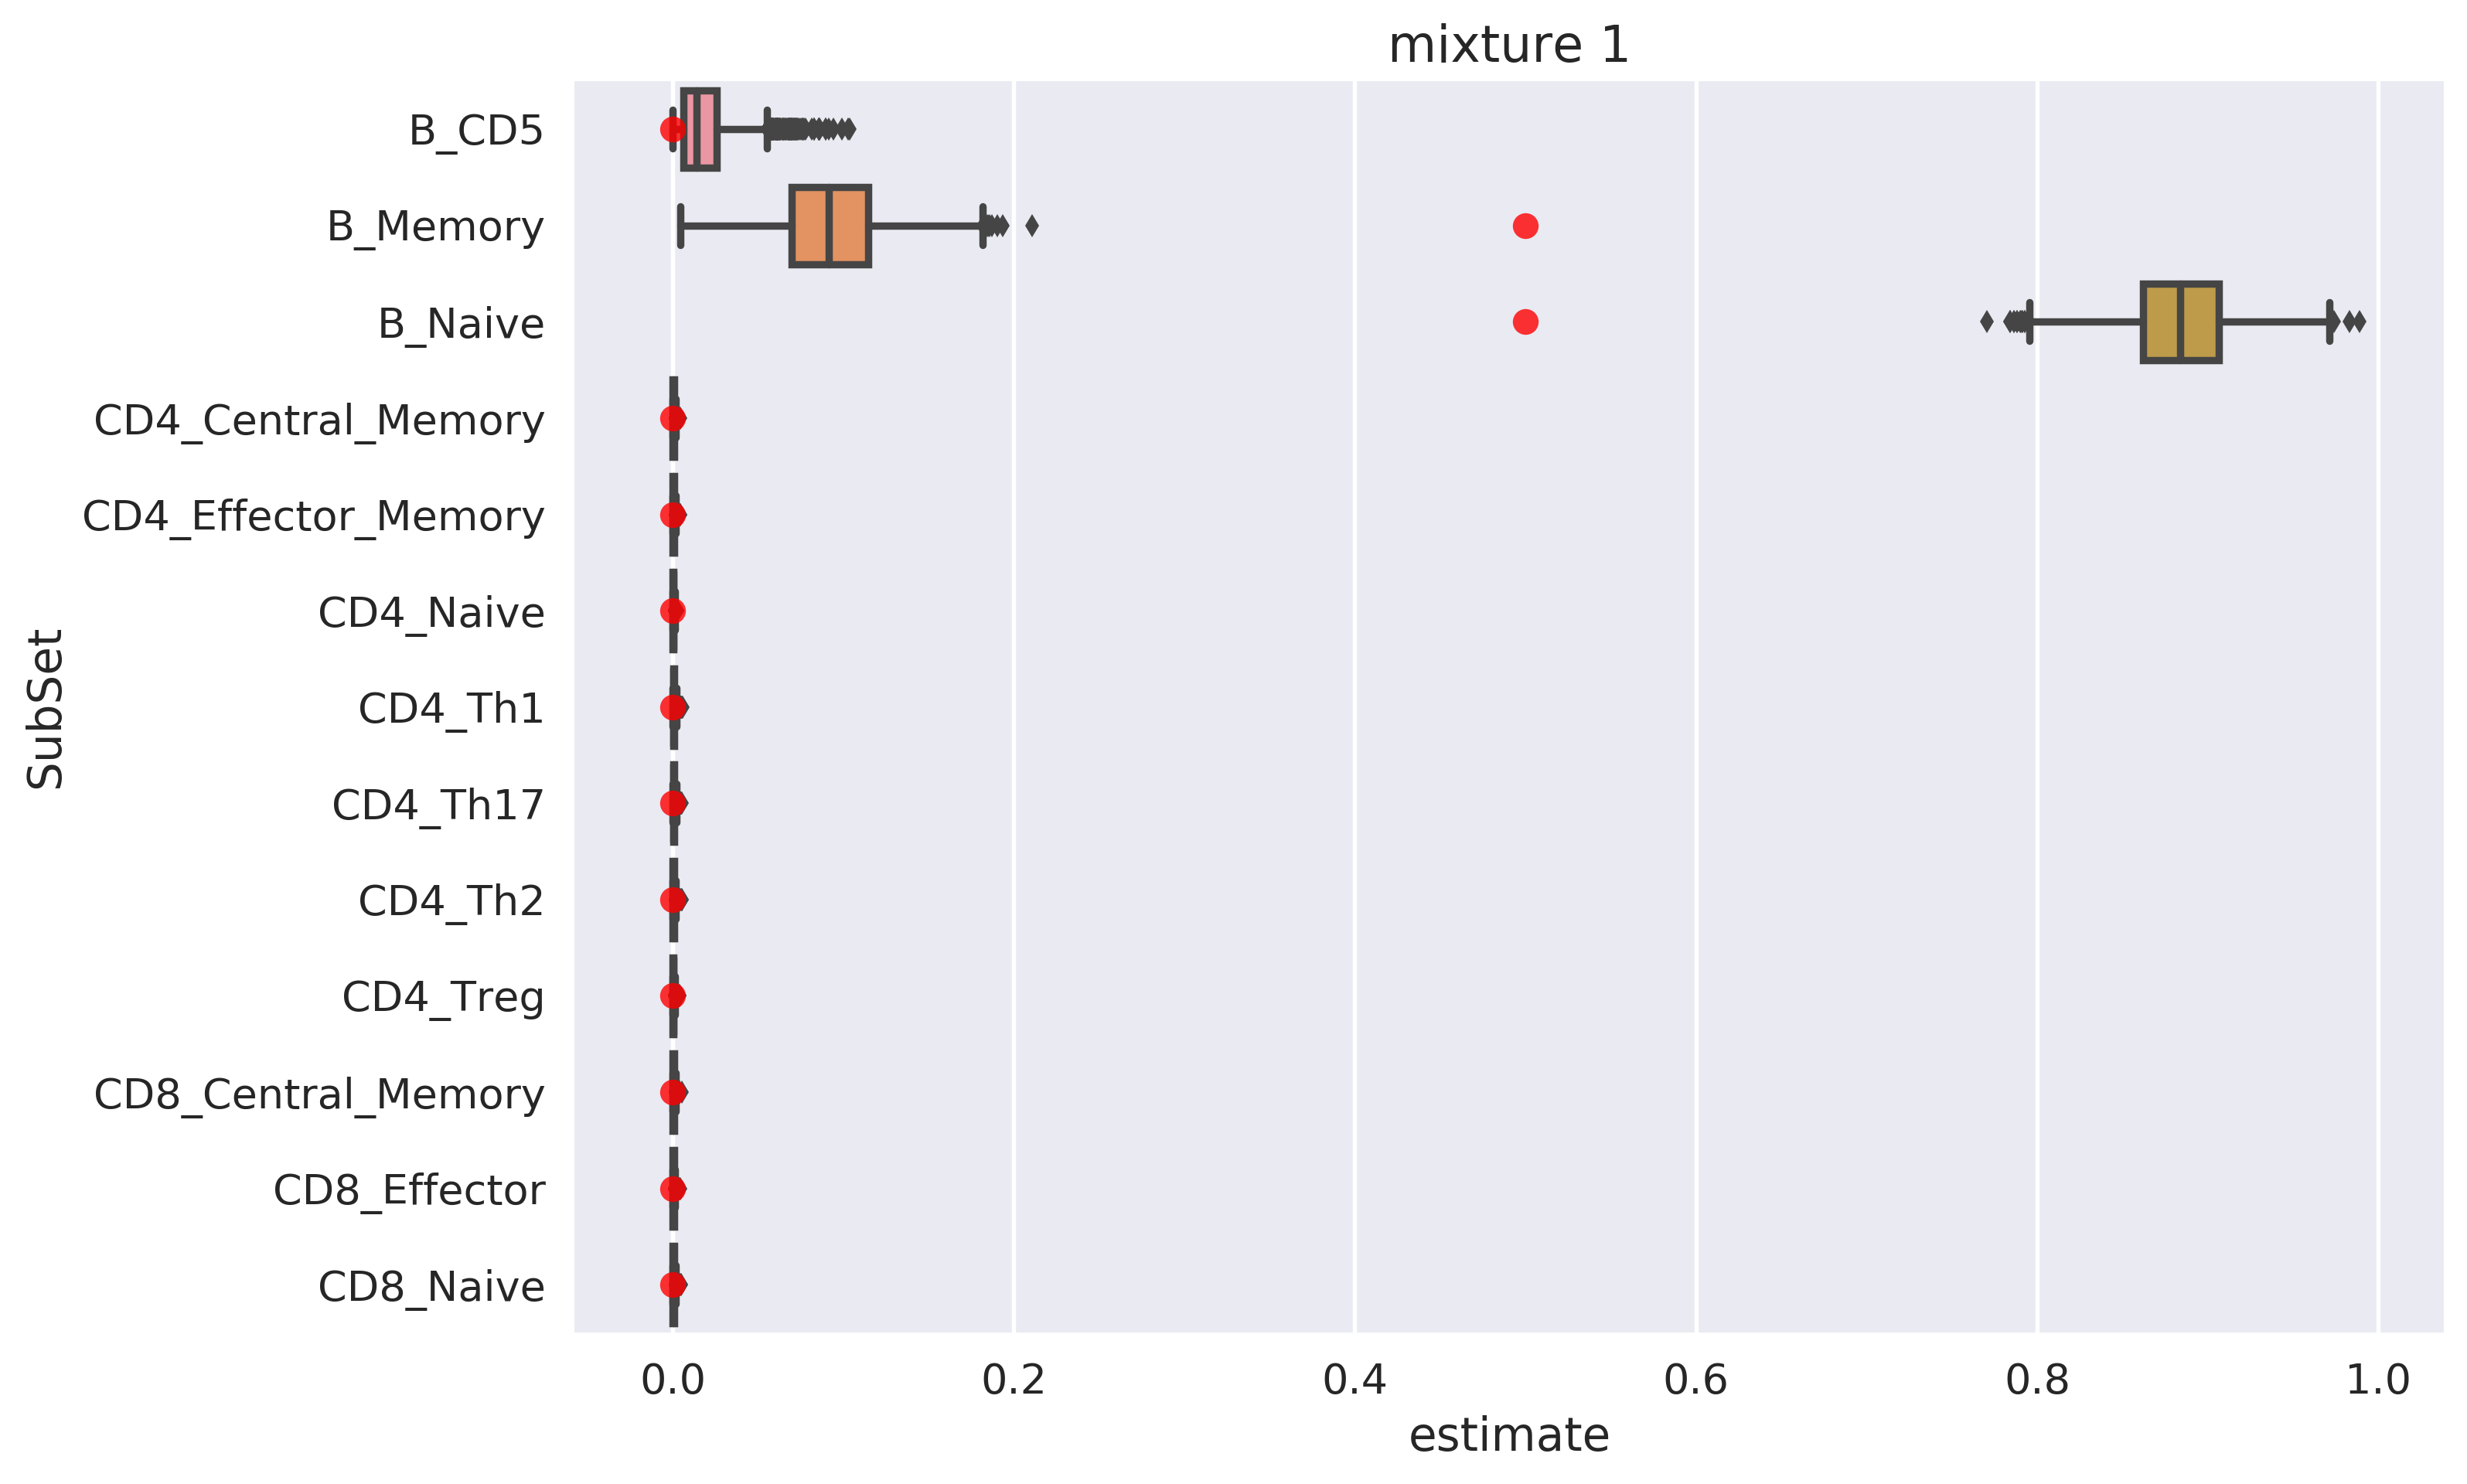 mixture 1
B_CD5
B_Memory
B_Naive
CD4_Central_Memory
CD4_Effector_Memory
CD4_Naive
CD4_Th1
CD4_Th17
CD4_Th2
CD4_Treg
CD8_Central_Memory
CD8_Effector
CD8_Naive
SubSet
0.0 0.2 0.4 0.6 0.8 1.0
estimate